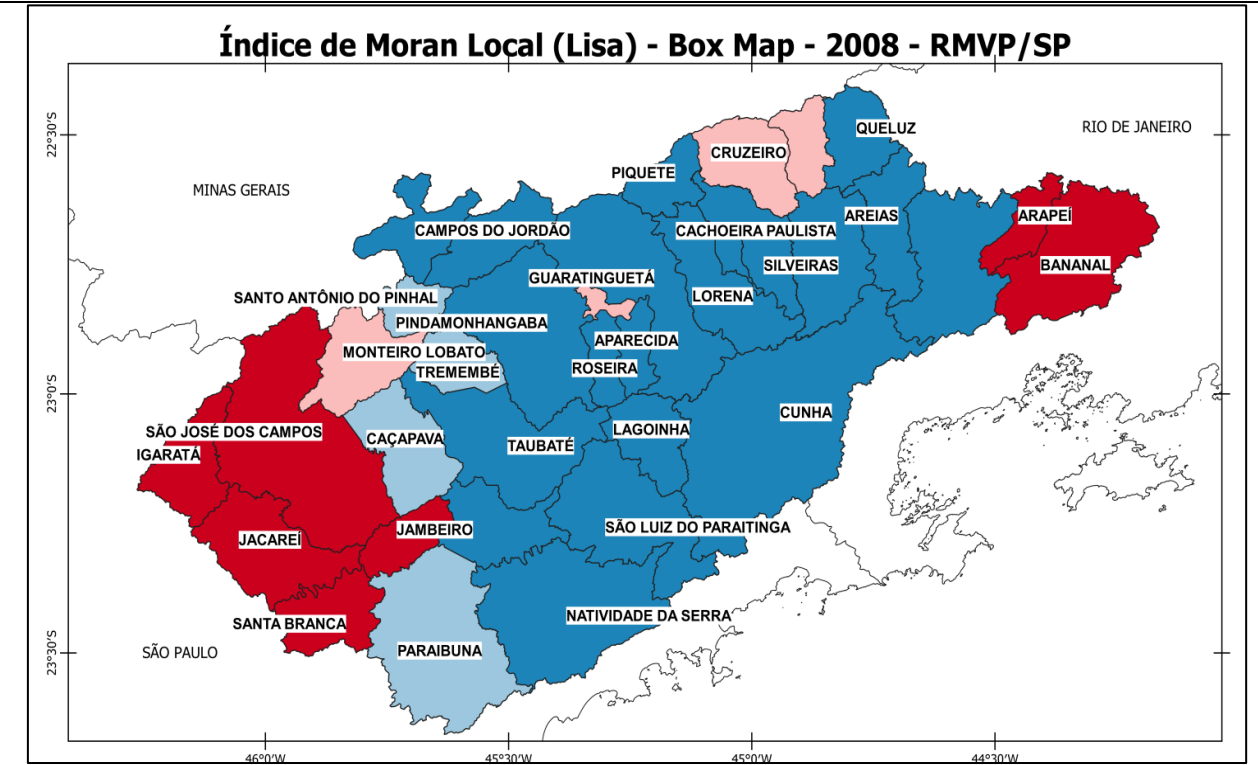 Índice de Moran Local (Lisa) - Box Map - 2008 - RMVP/SP
22°30'S
23°0'S
23°30'S
MINAS GERAIS
RIO DE JANEIRO
SÃO PAULO
QUELUZ
CRUZEIRO
PIQUETE
AREIAS
ARAPEÍ
CAMPOS DO JORDÃO
CACHOEIRA PAULISTA
SILVEIRAS
BANANAL
GUARATINGUETÁ
LORENA
SANTO ANTÔNIO DO PINHAL
PINDAMONHANGABA
APARECIDA
MONTEIRO LOBATO
ROSEIRA
TREMEMBÉ
CUNHA
SÃO JOSÉ DOS CAMPOS
CAÇAPAVA
LAGOINHA
TAUBATÉ
IGARATÁ
SÃO LUIZ DO PARAITINGA
JAMBEIRO
JACAREÍ
NATIVIDADE DA SERRA
SANTA BRANCA
PARAIBUNA
46°0'W
45°30'W
45°0'W
44°30'W